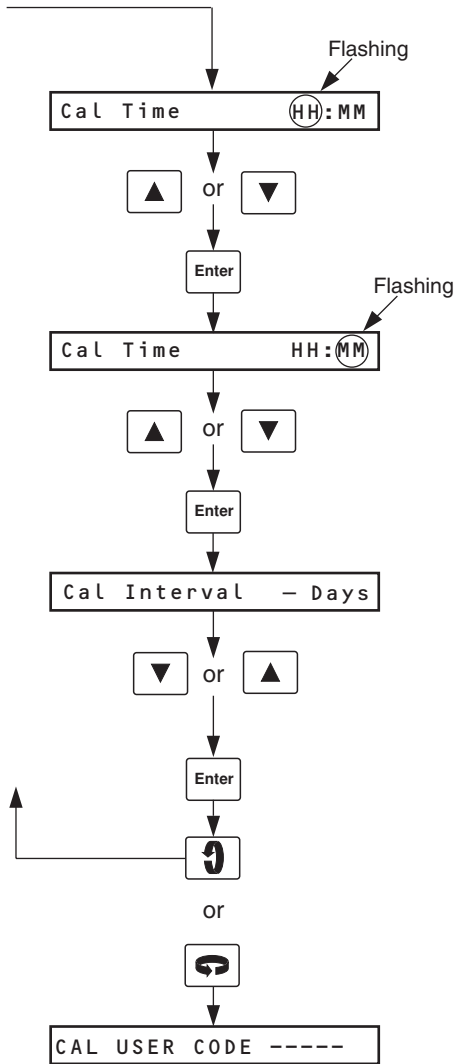 Flashing
Cal Time HH:MM
▲ or ▼
Enter
Flashing
Cal Time HH:MM
▲ or ▼
Enter
Cal Interval – Days
▼ or ▲
Enter
or
CAL USER CODE -----